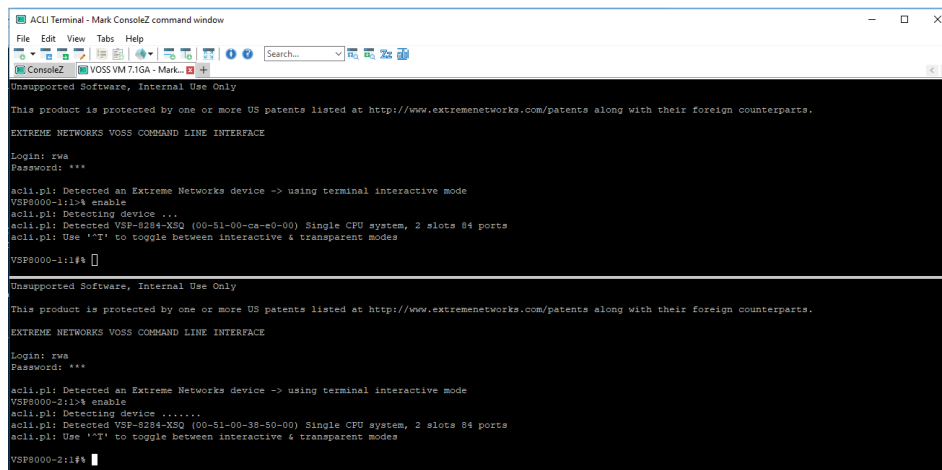 ACLI Terminal - Mark ConsoleZ command window
File Edit View Tabs Help
Search...
ConsoleZ VOSS VM 7.1GA - Mark...
Unsupported Software, Internal Use Only
This product is protected by one or more US patents listed at http://www.extremenetworks.com/patents along with their foreign counterparts.
EXTREME NETWORKS VOSS COMMAND LINE INTERFACE
Login: rwa
Password: ***
acli.pl: Detected an Extreme Networks device -> using terminal interactive mode
VSP8000-1:1>% enable
acli.pl: Detecting device ...
acli.pl: Detected VSP-8284-XSQ (00-51-00-ca-e0-00) Single CPU system, 2 slots 84 ports
acli.pl: Use '^T' to toggle between interactive & transparent modes
VSP8000-1:1#%
Unsupported Software, Internal Use Only
This product is protected by one or more US patents listed at http://www.extremenetworks.com/patents along with their foreign counterparts.
EXTREME NETWORKS VOSS COMMAND LINE INTERFACE
Login: rwa
Password: ***
acli.pl: Detected an Extreme Networks device -> using terminal interactive mode
VSP8000-2:1>% enable
acli.pl: Detecting device .......
acli.pl: Detected VSP-8284-XSQ (00-51-00-38-50-00) Single CPU system, 2 slots 84 ports
acli.pl: Use '^T' to toggle between interactive & transparent modes
VSP8000-2:1#%